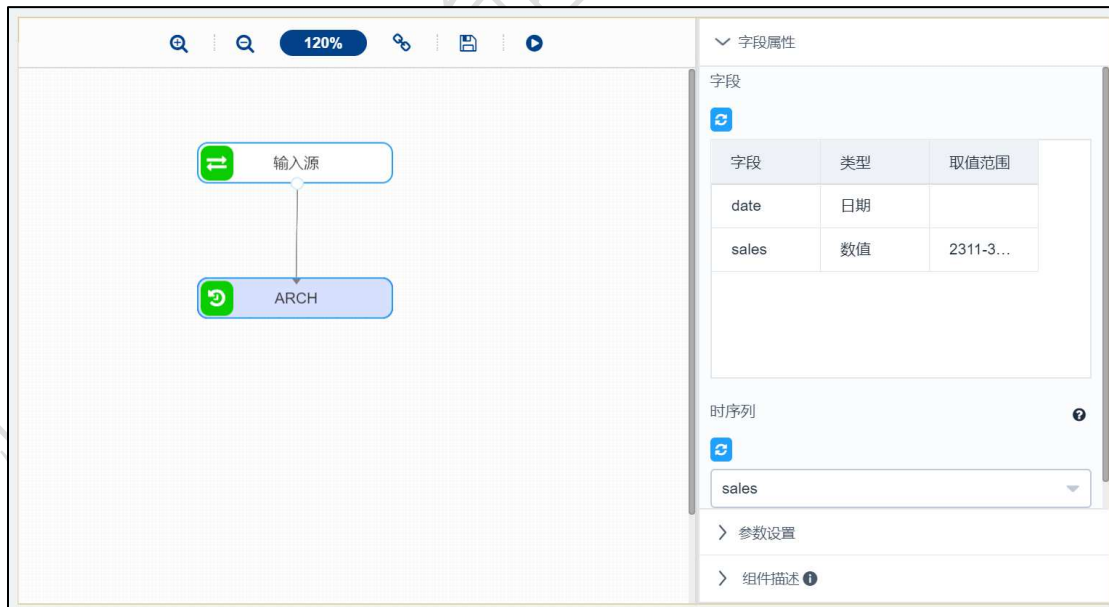 120%
字段属性
字段
字段 类型 取值范围
date 日期
sales 数值 2311-3...
时序列
sales
参数设置
组件描述
输入源
ARCH